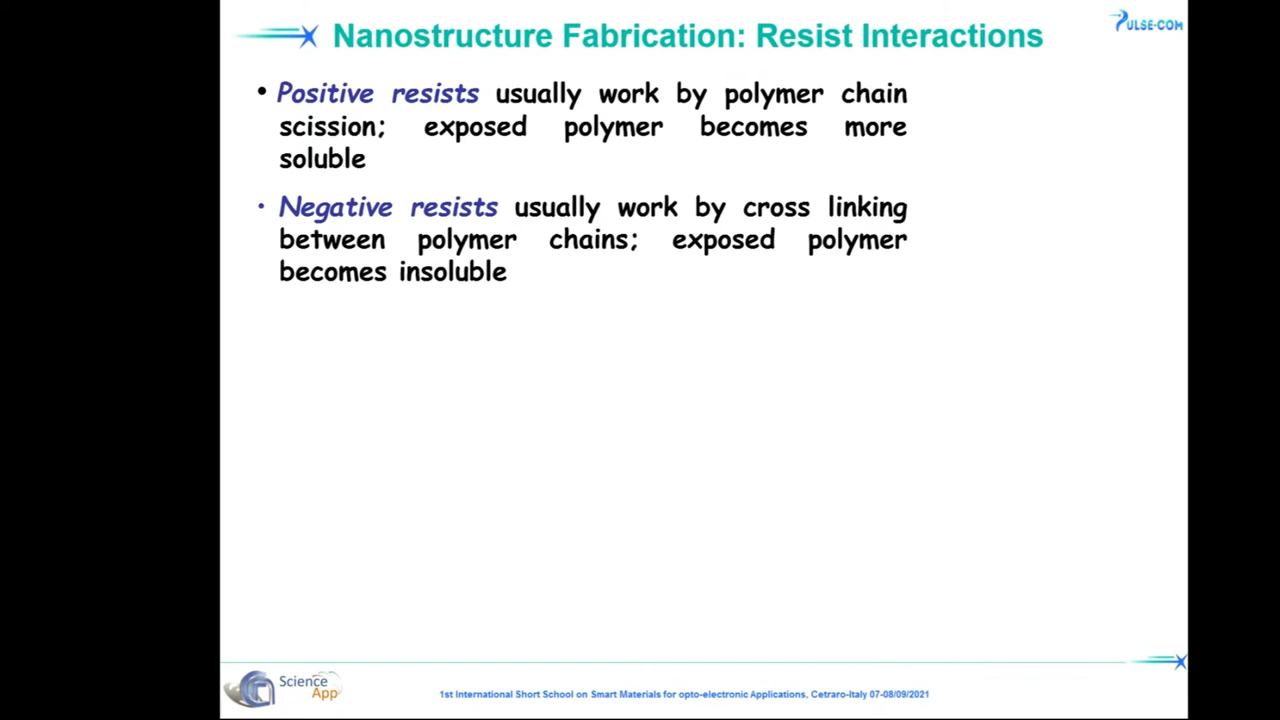 Nanostructure Fabrication: Resist Interactions
PULSE-COM
• Positive resists usually work by polymer chain
scission; exposed polymer becomes more
soluble
• Negative resists usually work by cross linking
between polymer chains; exposed polymer
becomes insoluble
Science
App
1st International Short School on Smart Materials for opto-electronic Applications, Cetraro-Italy 07-08/09/2021